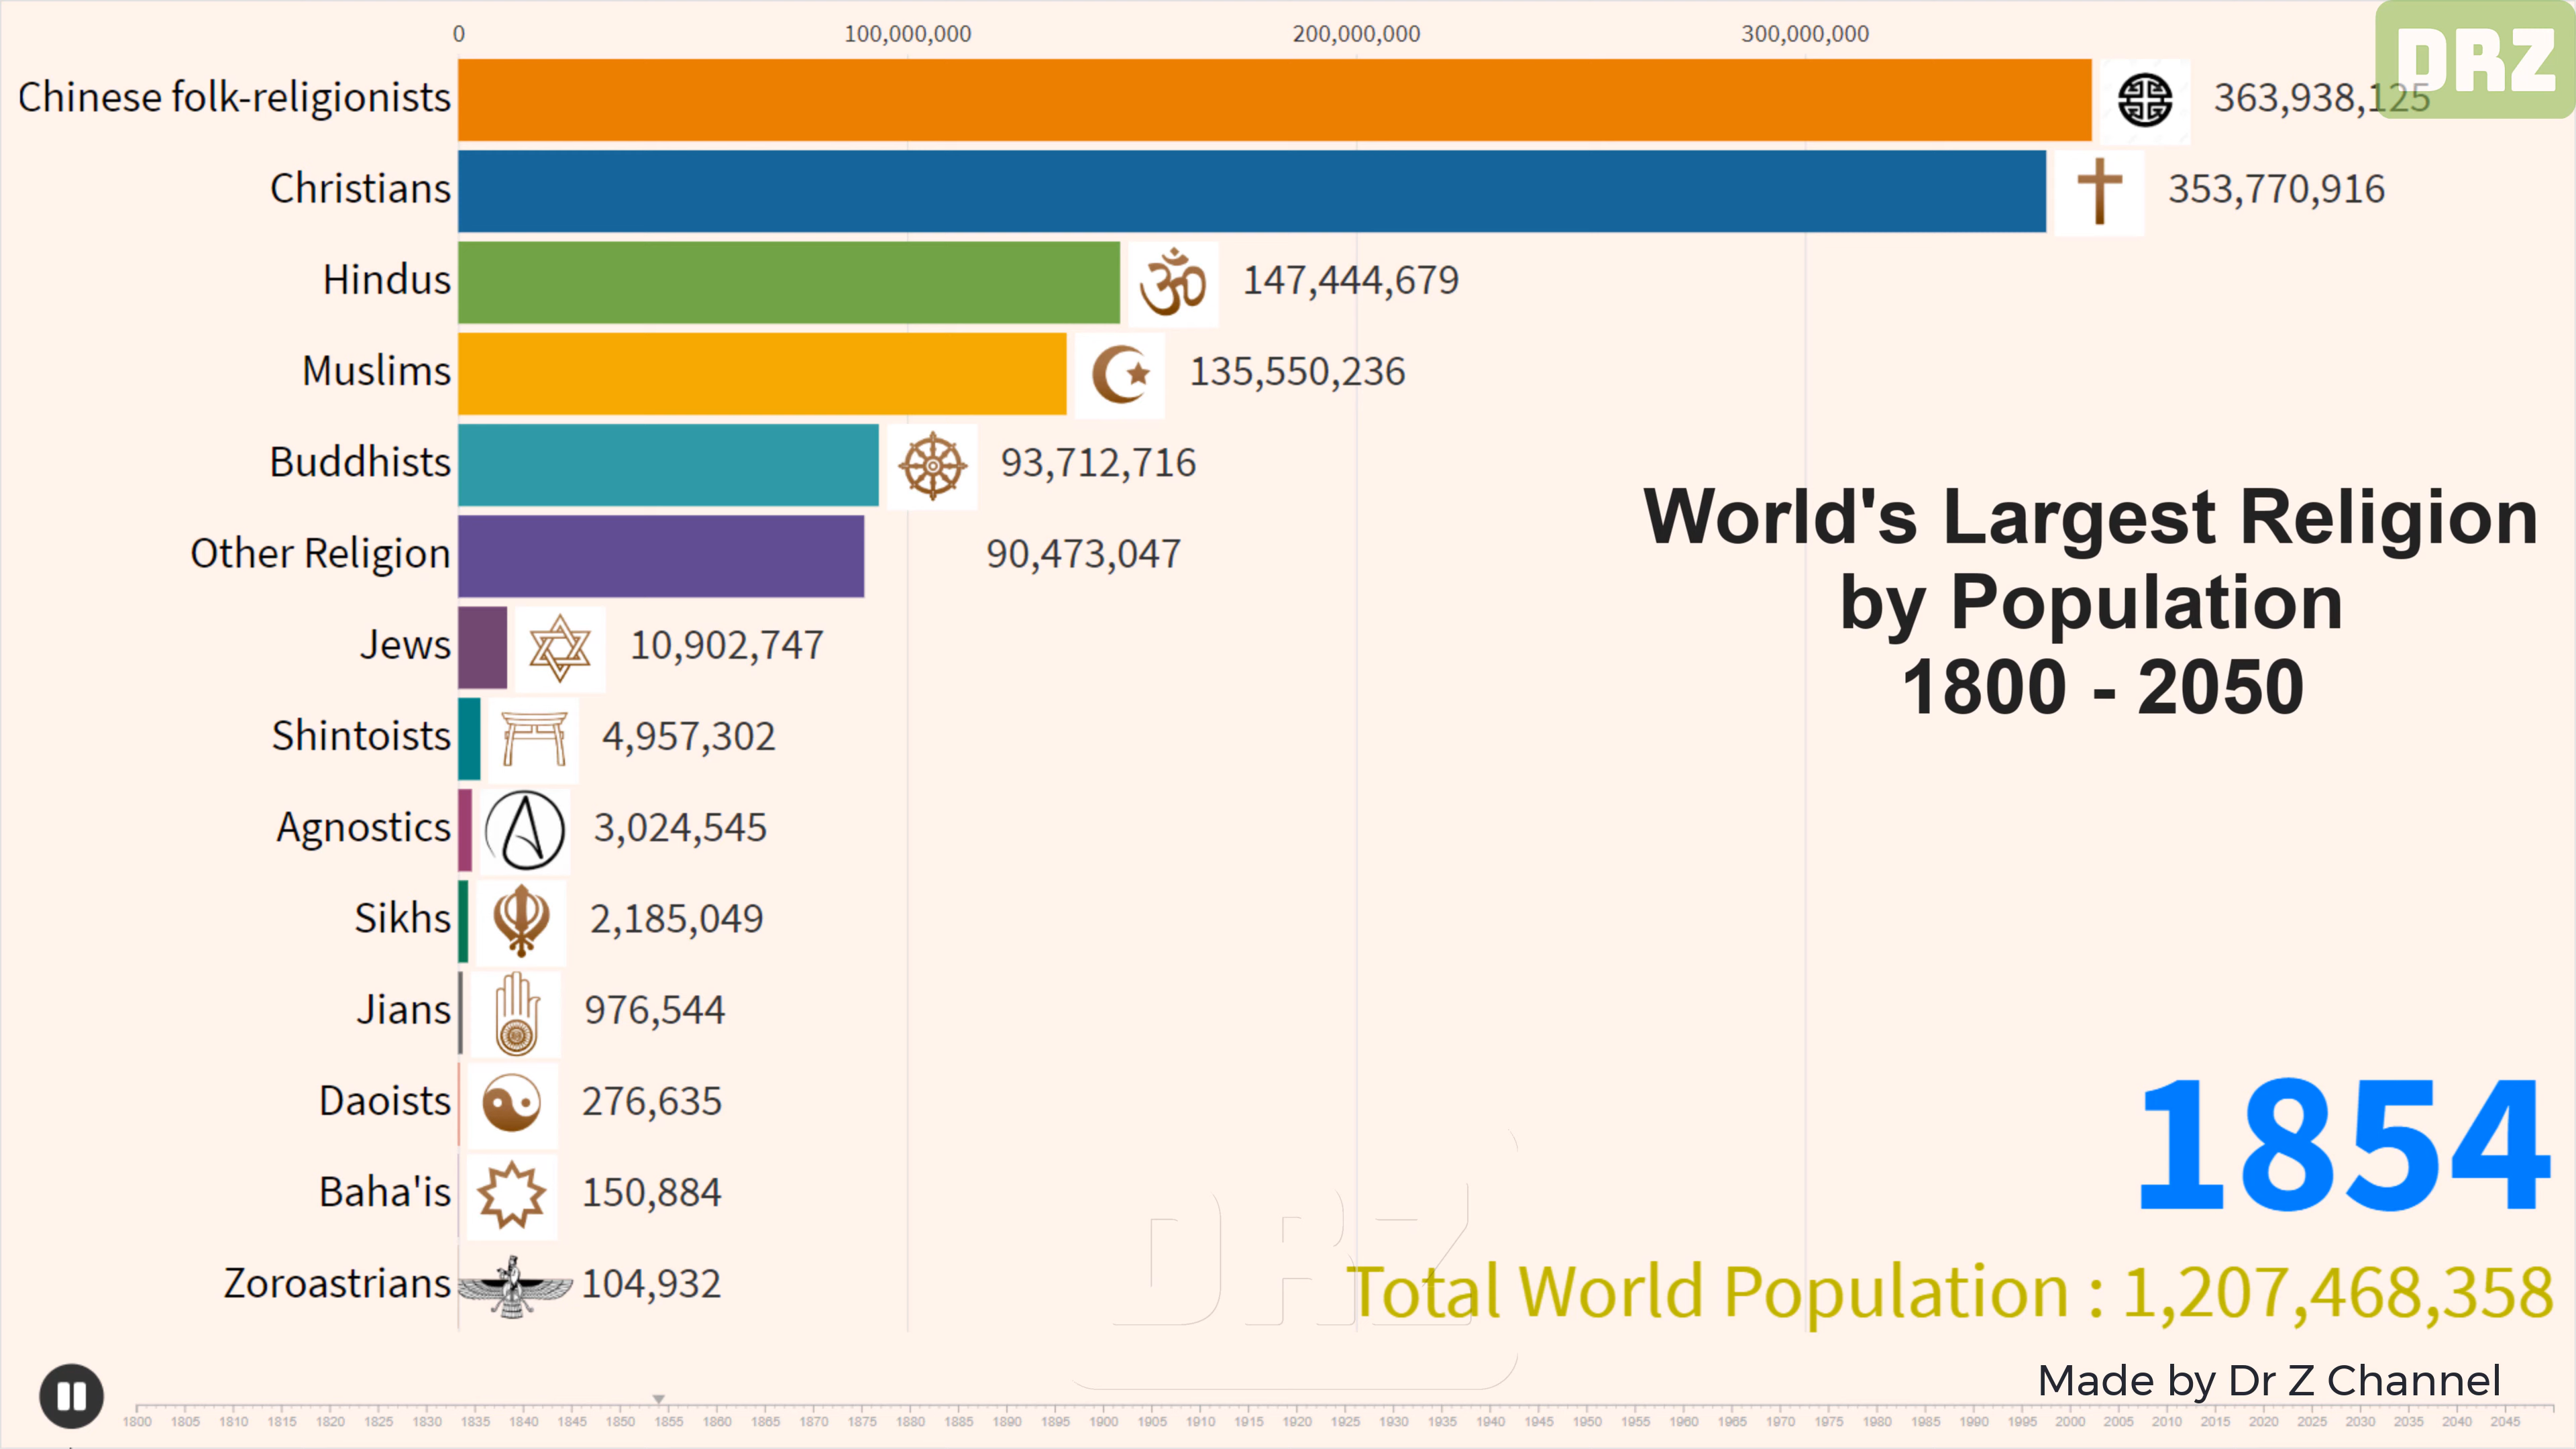 0 100,000,000 200,000,000 300,000,000
DRZ
Chinese folk-religionists 363,938,125
Christians 353,770,916
Hindus 147,444,679
Muslims 135,550,236
Buddhists 93,712,716
Other Religion 90,473,047
World's Largest Religion
by Population
1800 - 2050
Jews 10,902,747
Shintoists 4,957,302
Agnostics 3,024,545
Sikhs 2,185,049
Jians 976,544
Daoists 276,635
Baha'is 150,884
1854
Zoroastrians 104,932
DRZ
Total World Population : 1,207,468,358
Made by Dr Z Channel
1800 1805 1810 1815 1820 1825 1830 1835 1840 1845 1850 1855 1860 1865 1870 1875 1880 1885 1890 1895 1900 1905 1910 1915 1920 1925 1930 1935 1940 1945 1950 1955 1960 1965 1970 1975 1980 1985 1990 1995 2000 2005 2010 2015 2020 2025 2030 2035 2040 2045